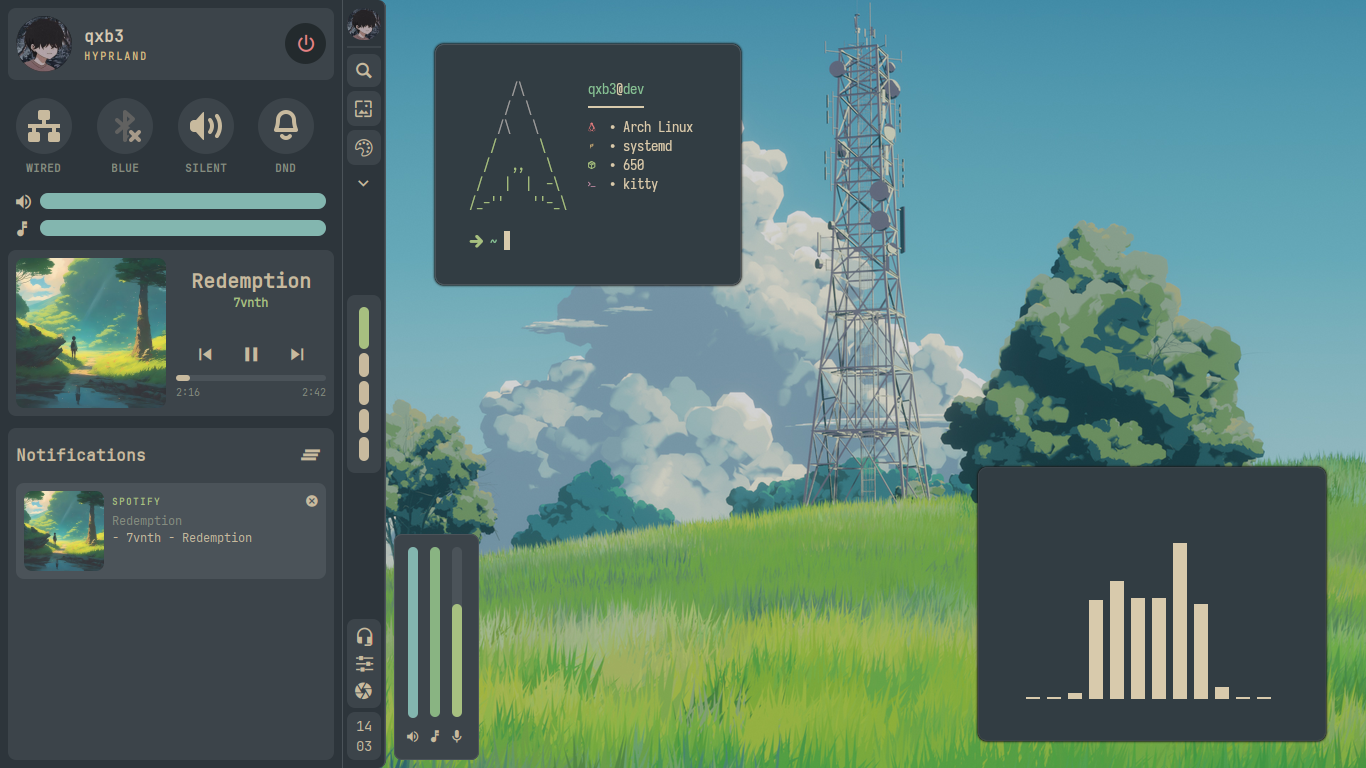 qxb3
HYPRLAND
WIRED
BLUE
SILENT
DND
Redemption
7vnth
2:16
2:42
Notifications
SPOTIFY
Redemption
- 7vnth - Redemption
14
03
qxb3@dev
• Arch Linux
• systemd
• 650
• kitty
~